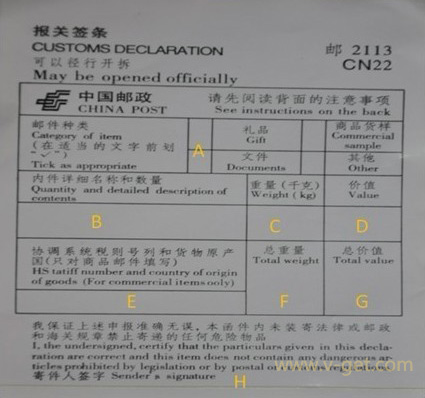 报关签条
CUSTOMS DECLARATION
可以径行开拆
May be opened officially
邮 2113
CN22
中国邮政
CHINA POST
请先阅读背面的注意事项
See instructions on the back
邮件种类
Category of item
(在适当的文字前划
“✓”)
Tick as appropriate
A
礼品
Gift
商品货样
Commercial
sample
文件
Documents
其他
Other
内件详细名称和数量
Quantity and detailed description of
contents
重量(千克)
Weight (kg)
价值
Value
B
C
D
协调系统税则号列和货物原产
国(只对商品邮件填写)
HS tatiff number and country of origin
of goods (For commercial items only)
总重量
Total weight
总价值
Total value
E
F
G
我保证上述申报准确无误,本函件内未装寄法律或邮政
和海关规章禁止寄递的任何危险物品
I, the undersigned, certify that the particulars given in this decla-
ration are correct and this item does not contain any dangerous ar-
ticles prohibited by legislation or by postal or customs regulations
寄件人签字 Sender's signature
H